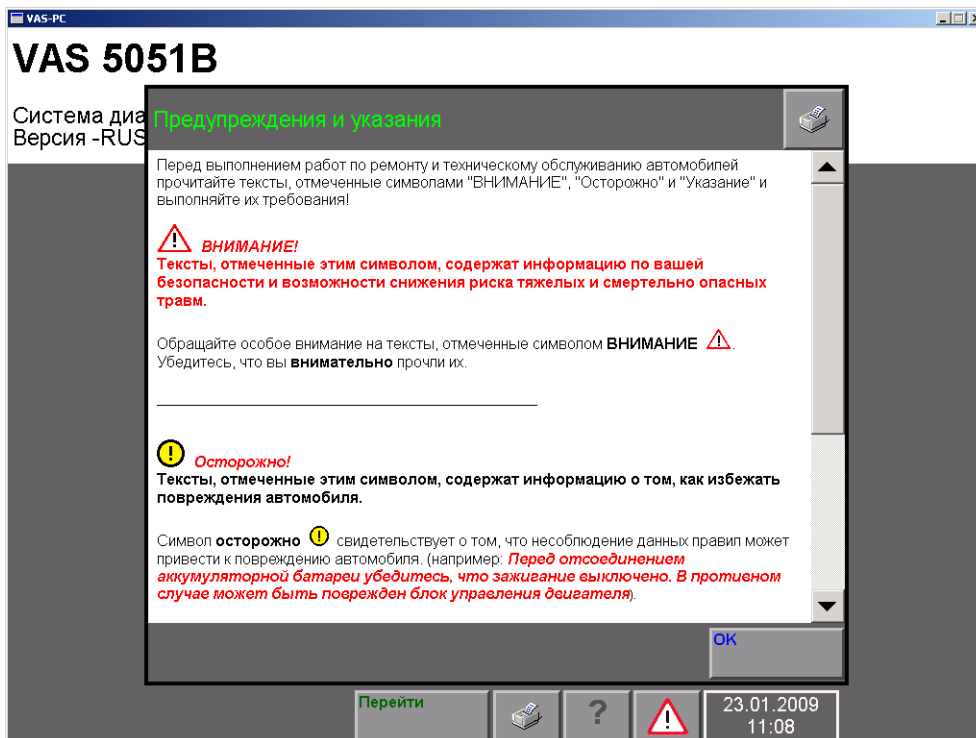 VAS-PC
VAS 5051B
Система диа
Версия -RUS
Предупреждения и указания
Перед выполнением работ по ремонту и техническому обслуживанию автомобилей
прочитайте тексты, отмеченные символами "ВНИМАНИЕ", "Осторожно" и "Указание" и
выполняйте их требования!
ВНИМАНИЕ!
Тексты, отмеченные этим символом, содержат информацию по вашей
безопасности и возможности снижения риска тяжелых и смертельно опасных
травм.
Обращайте особое внимание на тексты, отмеченные символом ВНИМАНИЕ .
Убедитесь, что вы внимательно прочли их.
Осторожно!
Тексты, отмеченные этим символом, содержат информацию о том, как избежать
повреждения автомобиля.
Символ осторожно свидетельствует о том, что несоблюдение данных правил может
привести к повреждению автомобиля. (например: Перед отсоединением
аккумуляторной батареи убедитесь, что зажигание выключено. В противном
случае может быть поврежден блок управления двигателя).
OK
Перейти
?
23.01.2009
11:08